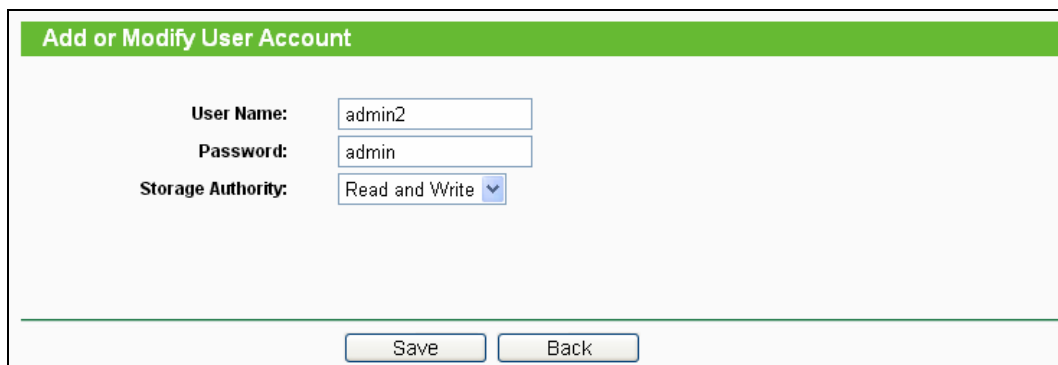 Add or Modify User Account
User Name: admin2
Password: admin
Storage Authority: Read and Write
Save Back